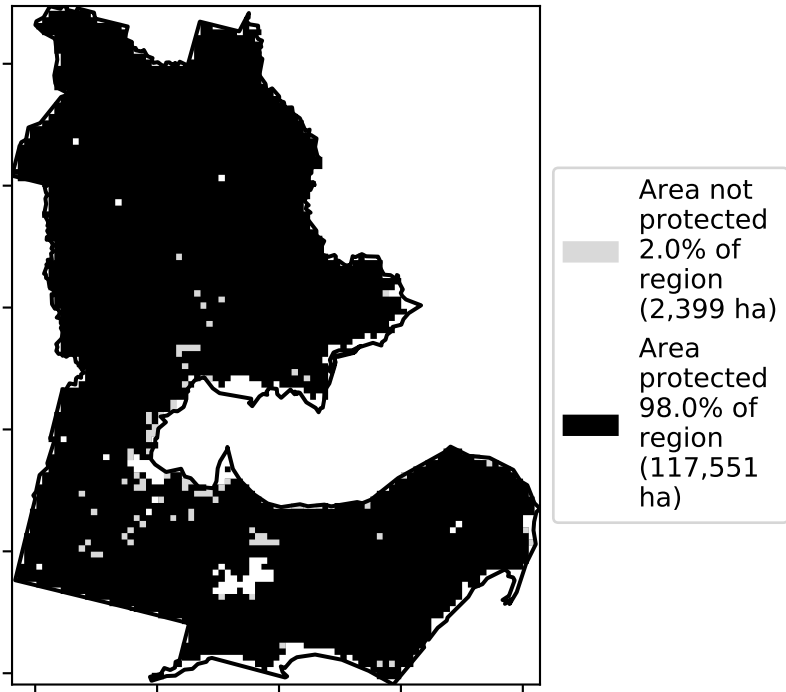 Area not
protected
2.0% of
region
(2,399 ha)
Area
protected
98.0% of
region
(117,551
ha)